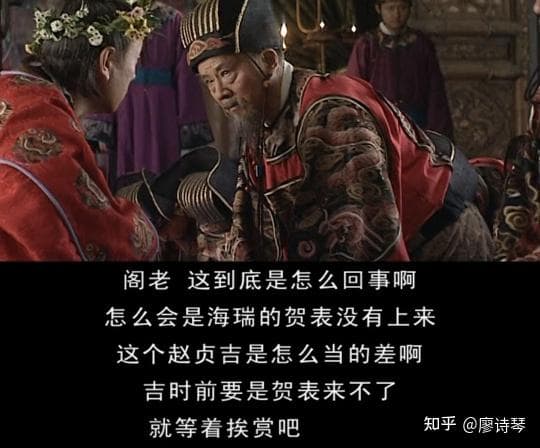 阁老 这到底是怎么回事啊
怎么会是海瑞的贺表没有上来
这个赵贞吉是怎么当的差啊
吉时前要是贺表来不了
就等着挨赏吧
知乎 @廖诗琴